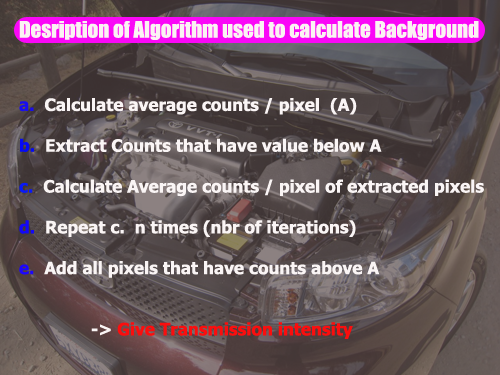 Desription of Algorithm used to calculate Background
a. Calculate average counts / pixel (A)
b. Extract Counts that have value below A
c. Calculate Average counts / pixel of extracted pixels
d. Repeat c. n times (nbr of iterations)
e. Add all pixels that have counts above A
-> Give Transmission intensity